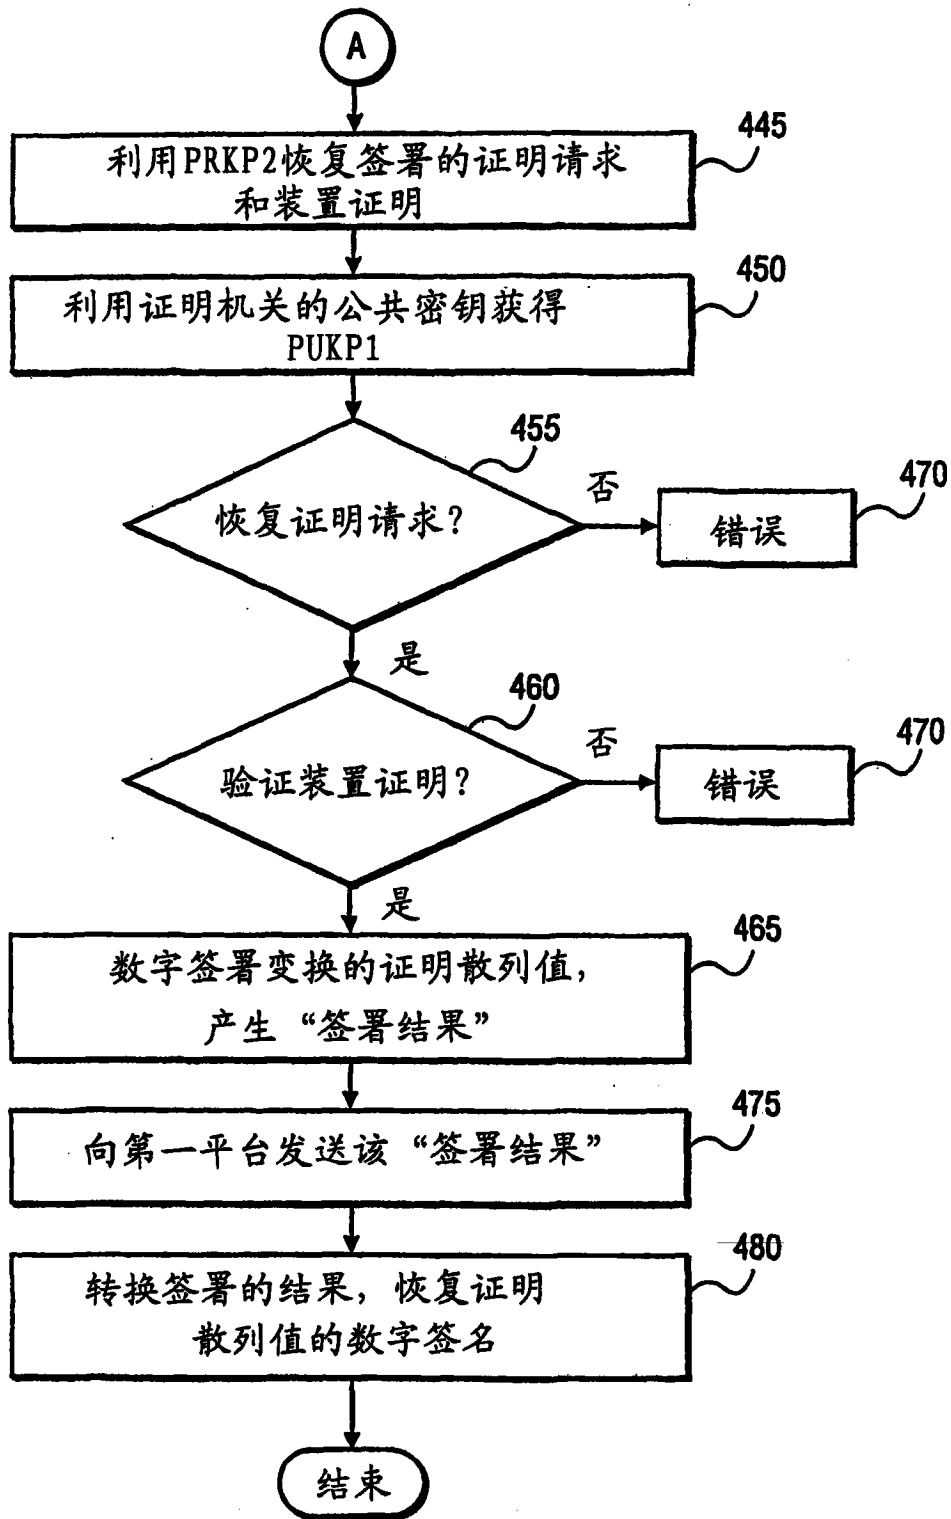 A
445
利用PRKP2恢复签署的证明请求
和装置证明
450
利用证明机关的公共密钥获得
PUKP1
455
恢复证明请求?
否
470
错误
是
460
验证装置证明?
否
470
错误
是
465
数字签署变换的证明散列值,
产生“签署结果”
475
向第一平台发送该“签署结果”
480
转换签署的结果, 恢复证明
散列值的数字签名
结束